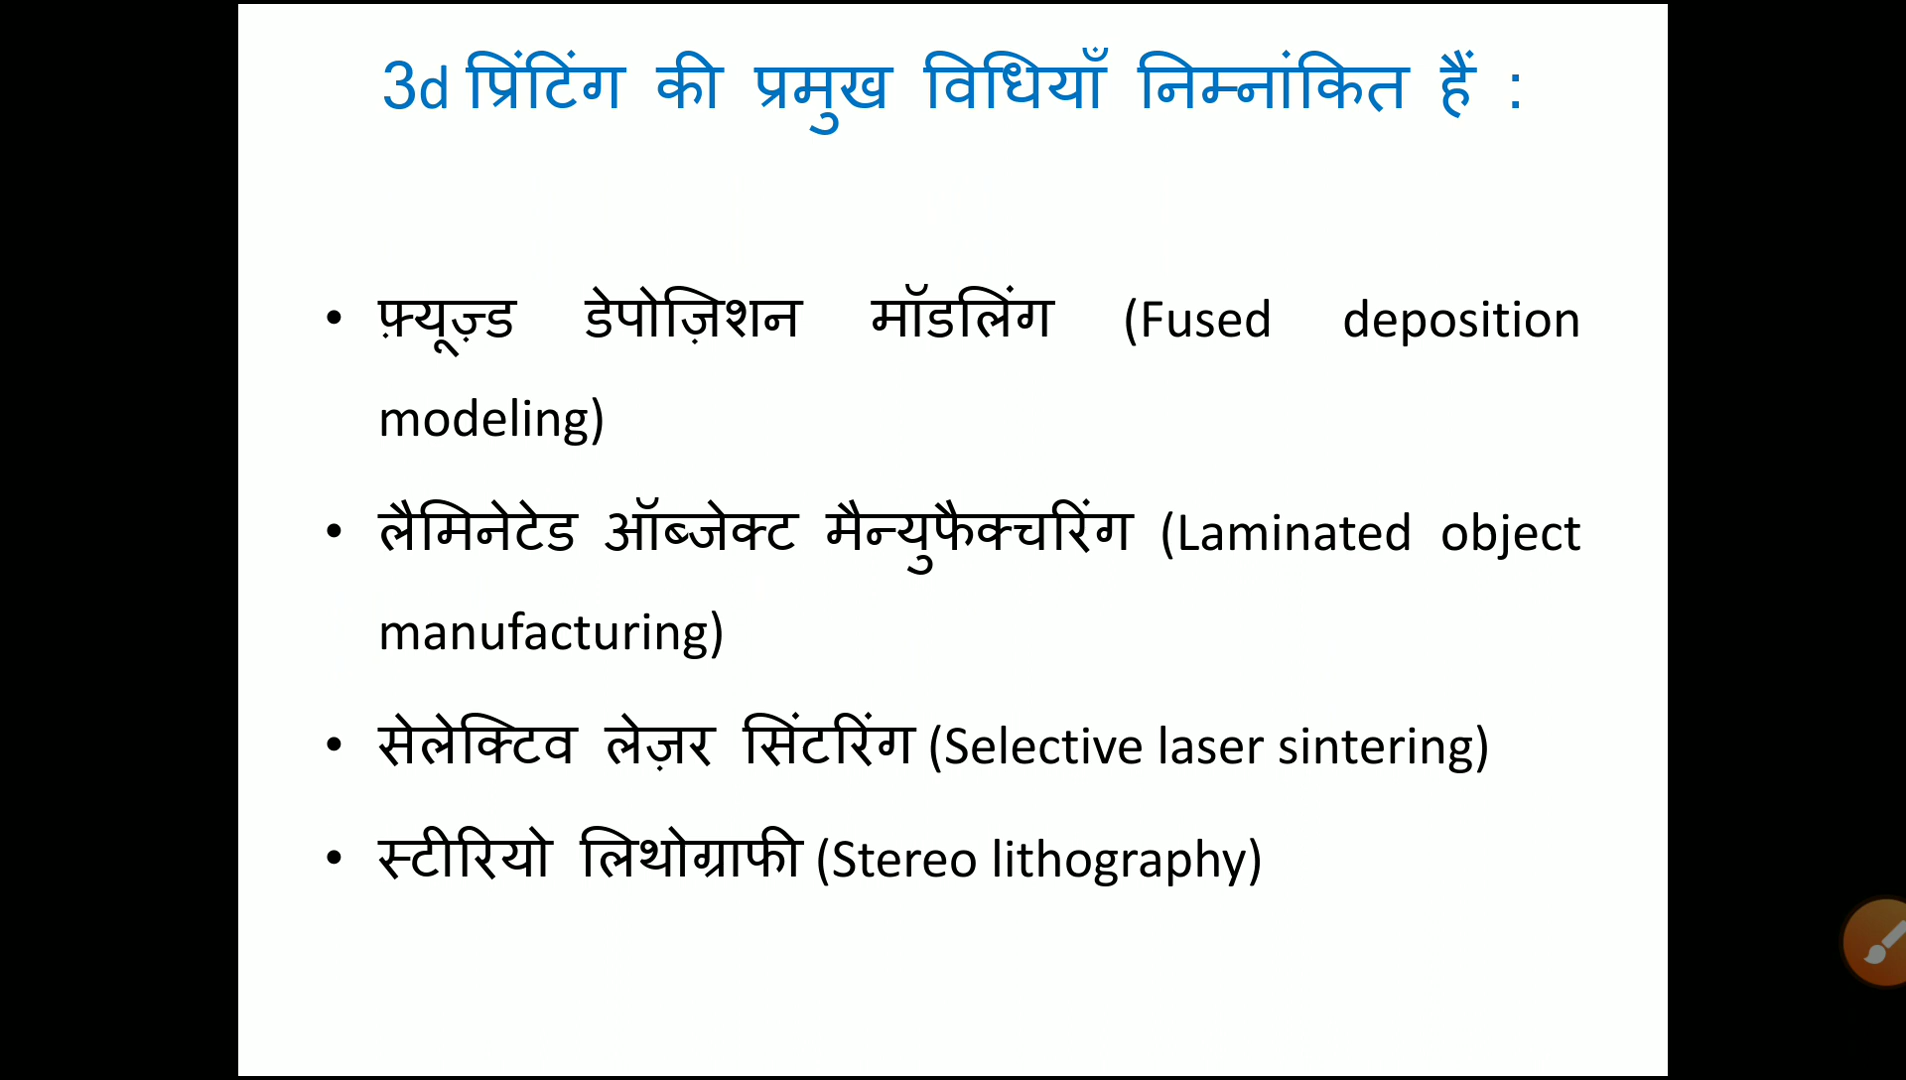 3d प्रिंटिंग की प्रमुख विधियाँ निम्नांकित हैं :
• फ़्यूज़्ड डेपोज़िशन मॉडलिंग (Fused deposition
modeling)
• लैमिनेटेड ऑब्जेक्ट मैन्युफैक्चरिंग (Laminated object
manufacturing)
• सेलेक्टिव लेज़र सिंटरिंग (Selective laser sintering)
• स्टीरियो लिथोग्राफी (Stereo lithography)